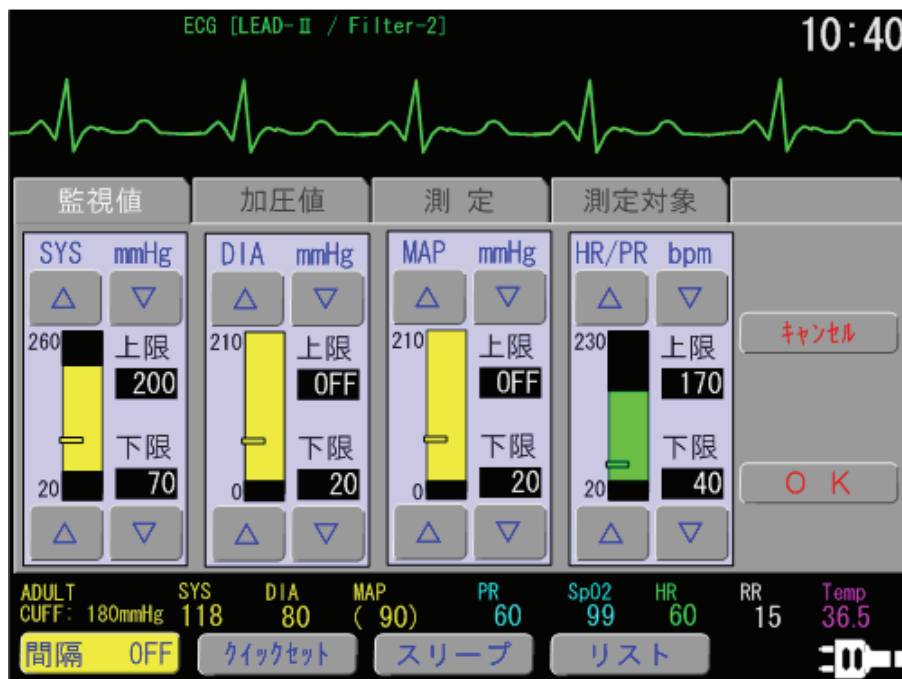 ECG [LEAD-Ⅱ / Filter-2]
10:40
監視値 加圧値 測 定 測定対象
SYS mmHg DIA mmHg MAP mmHg HR/PR bpm
△ ▽ △ ▽ △ ▽ △ ▽
260 上限 210 上限 210 上限 230 上限
キャンセル
200 OFF OFF 170
下限 下限 下限 下限
20 70 0 20 0 20 20 40
O K
△ ▽ △ ▽ △ ▽ △ ▽
ADULT SYS DIA MAP PR SpO2 HR RR Temp
CUFF: 180mmHg 118 80 ( 90) 60 99 60 15 36.5
間隔 OFF クイックセット スリープ リスト